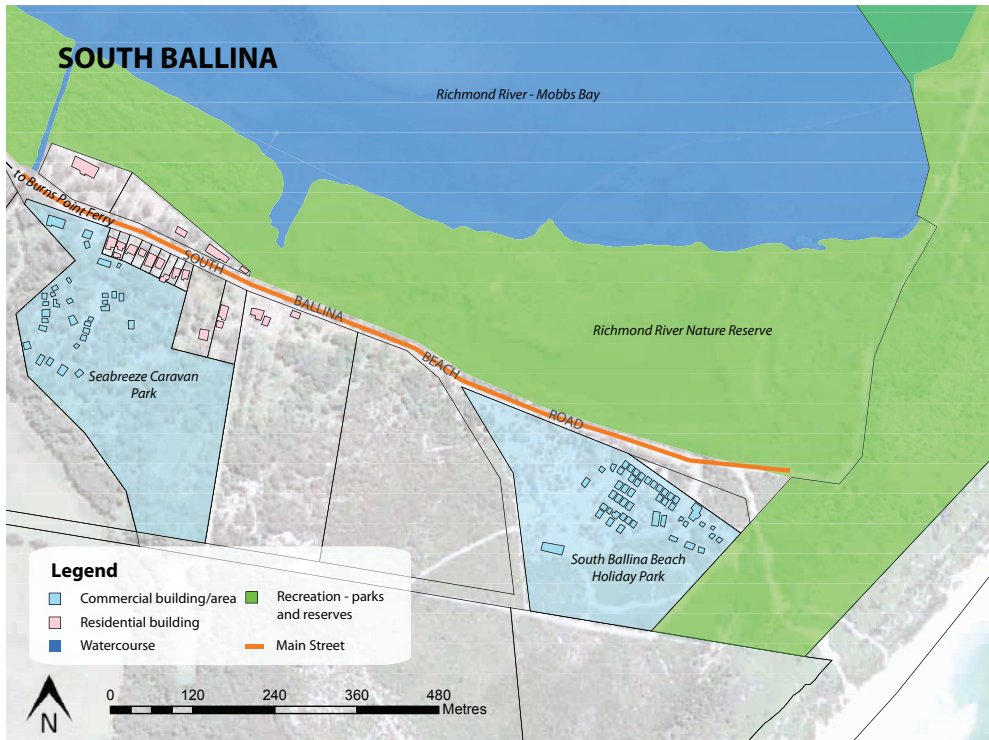 SOUTH BALLINA
Richmond River - Mobbs Bay
to Burns Point Ferry
SOUTH BALLINA BEACH ROAD
Richmond River Nature Reserve
Seabreeze Caravan
Park
South Ballina Beach
Holiday Park
Legend
Commercial building/area
Residential building
Watercourse
Recreation - parks
and reserves
Main Street
N
0 120 240 360 480
Metres